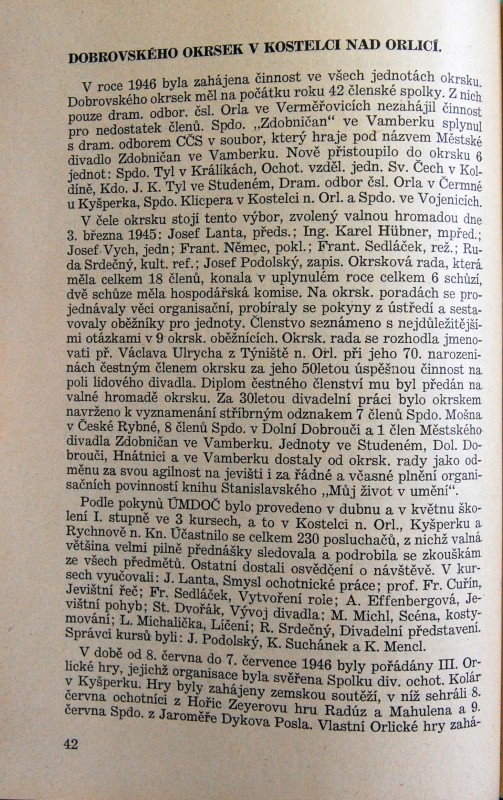 DOBROVSKÉHO OKRSEK V KOSTELCI NAD ORLICÍ.
V roce 1946 byla zahájena činnost ve všech jednotách okrsku.
Dobrovského okrsek měl na počátku roku 42 členské spolky. Z nich
pouze dram. odbor. čsl. Orla ve Verměřovicích nezahájil činnost
pro nedostatek členů. Spdo. „Zdobničan" ve Vamberku splynul
s dram. odborem CČS v soubor, který hraje pod názvem Městské
divadlo Zdobničan ve Vamberku. Nově přistoupilo do okrsku 6
jednot: Spdo. Tyl v Králíkách, Ochot. vzděl. jedn. Sv. Čech v Kol-
díně, Kdo. J. K. Tyl ve Studeném, Dram. odbor čsl. Orla v Čermné
u Kyšperka, Spdo. Klicpera v Kostelci n. Orl. a Spdo. ve Vojenicích.
V čele okrsku stojí tento výbor, zvolený valnou hromadou dne
3. března 1945: Josef Lanta, předs.; Ing. Karel Hübner, mpřed.;
Josef Vych, jedn; Frant. Němec, pokl.; Frant. Sedláček, rež.; Ru-
da Srdečný, kult. ref.; Josef Podolský, zapis. Okrsková rada, která
měla celkem 18 členů, konala v uplynulém roce celkem 6 schůzí,
dvě schůze měla hospodářská komise. Na okrsk. poradách se pro-
jednávaly věci organisační, probíraly se pokyny z ústředí a sesta-
vovaly oběžníky pro jednoty. Členstvo seznámeno s nejdůležitěj-
mi otázkami v 9 okrsk. oběžnících. Okrsk. rada se rozhodla jmeno-
vati př. Václava Ulrycha z Týniště n. Orl. při jeho 70. narozeni-
nách čestným členem okrsku za jeho 50letou úspěšnou činnost na
poli lidového divadla. Diplom čestného členství mu byl předán na
valné hromadě okrsku. Za 30letou divadelní práci bylo okrskem
navrženo k vyznamenání stříbrným odznakem 7 členů Spdo. Mošna
v České Rybné, 8 členů Spdo. v Dolní Dobrouči a 1 člen Městského
divadla Zdobničan ve Vamberku. Jednoty ve Studeném, Dol. Do-
brouči, Hnátnici a ve Vamberku dostaly od okrsk. rady jako od-
měnu za svou agilnost na jevišti i za řádné a včasné plnění organi-
sačních povinností knihu Stanislavského „Můj život v umění".
Podle pokynů ÚMDOČ bylo provedeno v dubnu a v květnu ško-
lení I. stupně ve 3 kursech, a to v Kostelci n. Orl., Kyšperku a
Rychnově n. Kn. Účastnilo se celkem 230 posluchačů, z nichž valná
většina velmi pilně přednášky sledovala a podrobila se zkouškám
ze všech předmětů. Ostatní dostali osvědčení o návštěvě. V kur-
sech vyučovali: J. Lanta, Smysl ochotnické práce; prof. Fr. Cuřín,
Jevištní řeč; Fr. Sedláček, Vytvoření role; A. Effenbergová, Je-
vištní pohyb; St. Dvořák, Vývoj divadla; M. Michl, Scéna, kosty-
mování; L. Michalička, Líčení; R. Srdečný, Divadelní představení.
Správci kursů byli: J. Podolský, K. Suchánek a K. Mencl.
V době od 8. června do 7. července 1946 byly pořádány III. Or-
lické hry, jejichž organisace byla svěřena Spolku div. ochot. Kolár
v Kyšperku. Hry byly zahájeny zemskou soutěží, v níž sehráli 8.
června ochotníci z Hořic Zeyerovu hru Radúz a Mahulena a 9.
června Spdo. z Jaroměře Dykova Posla. Vlastní Orlické hry zahá-
42